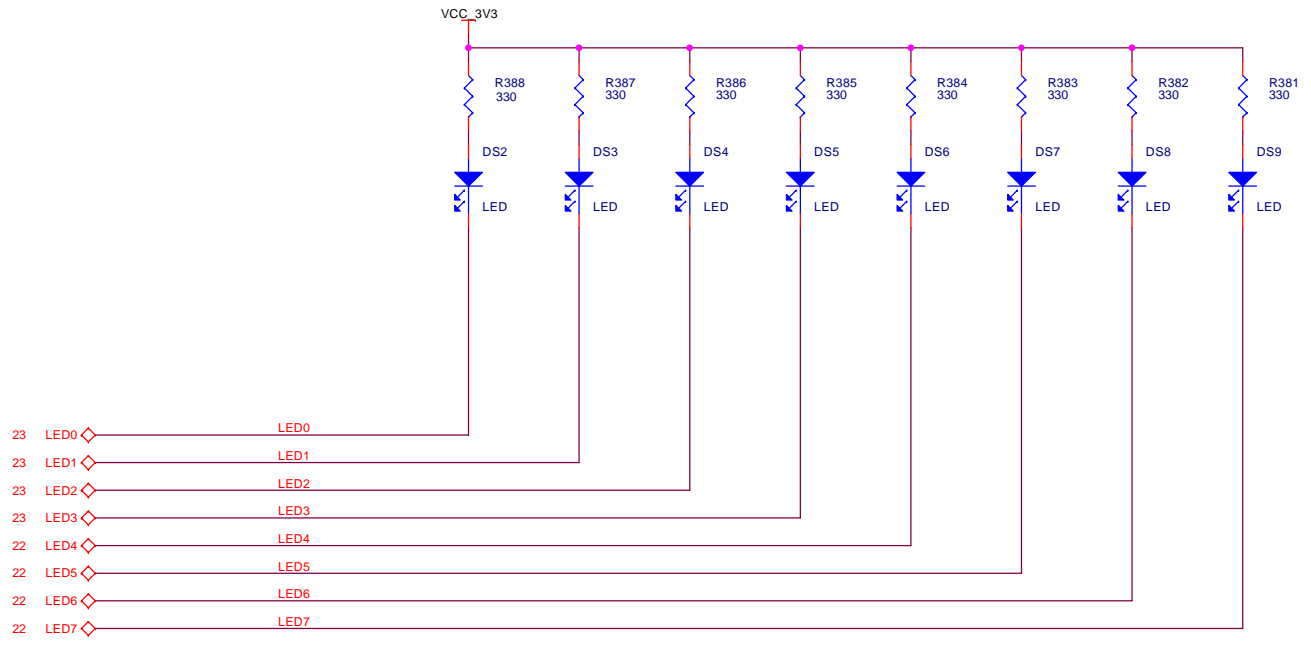 VCC_3V3
R388 R387 R386 R385 R384 R383 R382 R381
330 330 330 330 330 330 330 330
DS2 DS3 DS4 DS5 DS6 DS7 DS8 DS9
LED LED LED LED LED LED LED LED
23 LED0 LED0
23 LED1 LED1
23 LED2 LED2
23 LED3 LED3
22 LED4 LED4
22 LED5 LED5
22 LED6 LED6
22 LED7 LED7